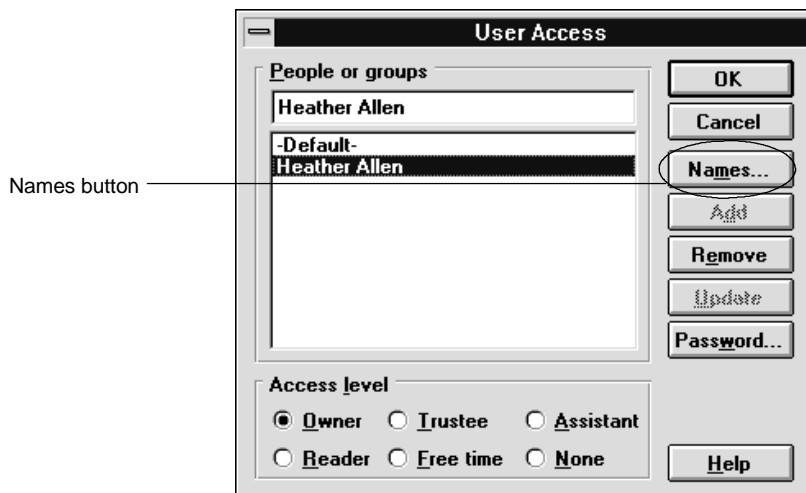 User Access
People or groups
Heather Allen
-Default-
Heather Allen
OK
Cancel
Names...
Add
Remove
Update
Password...
Names button
Access level
Owner Trustee Assistant
Reader Free time None
Help